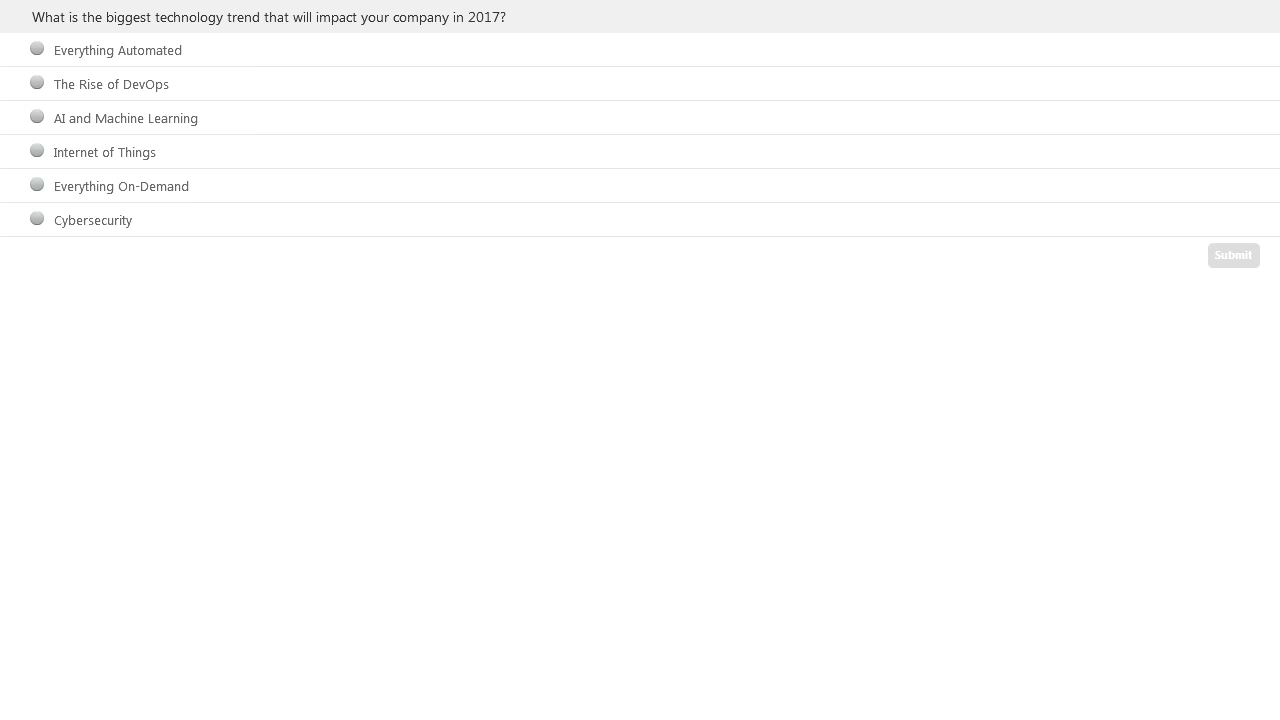 What is the biggest technology trend that will impact your company in 2017?
Everything Automated
The Rise of DevOps
AI and Machine Learning
Internet of Things
Everything On-Demand
Cybersecurity
Submit